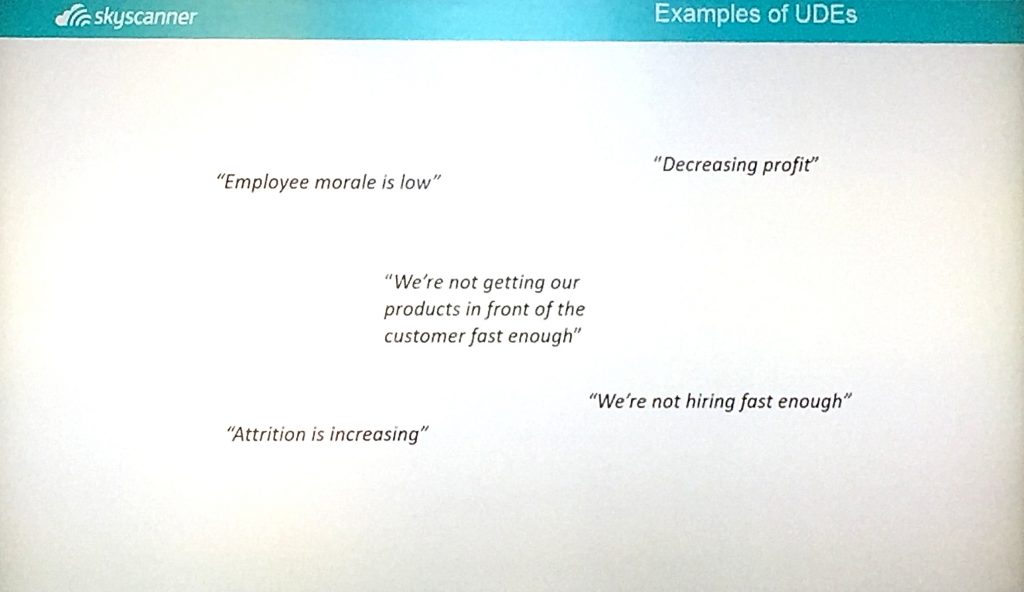 skyscanner
Examples of UDEs
“Decreasing profit”
“Employee morale is low”
“We’re not getting our
products in front of the
customer fast enough”
“We’re not hiring fast enough”
“Attrition is increasing”